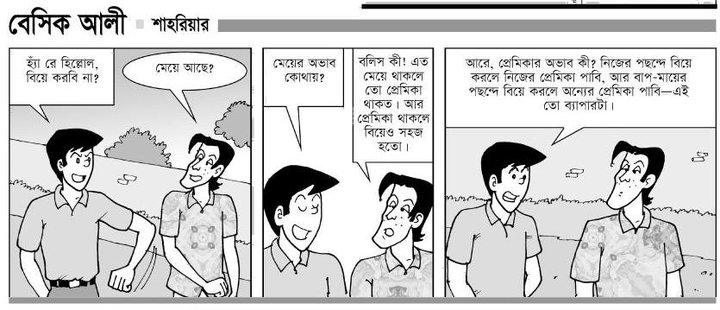 বেসিক আলী ▪ শাহরিয়ার
হ্যাঁ রে হিল্লোল,
বিয়ে করবি না?
মেয়ে আছে?
মেয়ের অভাব
কোথায়?
বলিস কী! এত
মেয়ে থাকলে
তো প্রেমিকা
থাকত। আর
প্রেমিকা থাকলে
বিয়েও সহজ
হতো।
আরে, প্রেমিকার অভাব কী? নিজের পছন্দে বিয়ে
করলে নিজের প্রেমিকা পাবি, আর বাপ-মায়ের
পছন্দে বিয়ে করলে অন্যের প্রেমিকা পাবি—এই
তো ব্যাপারটা।